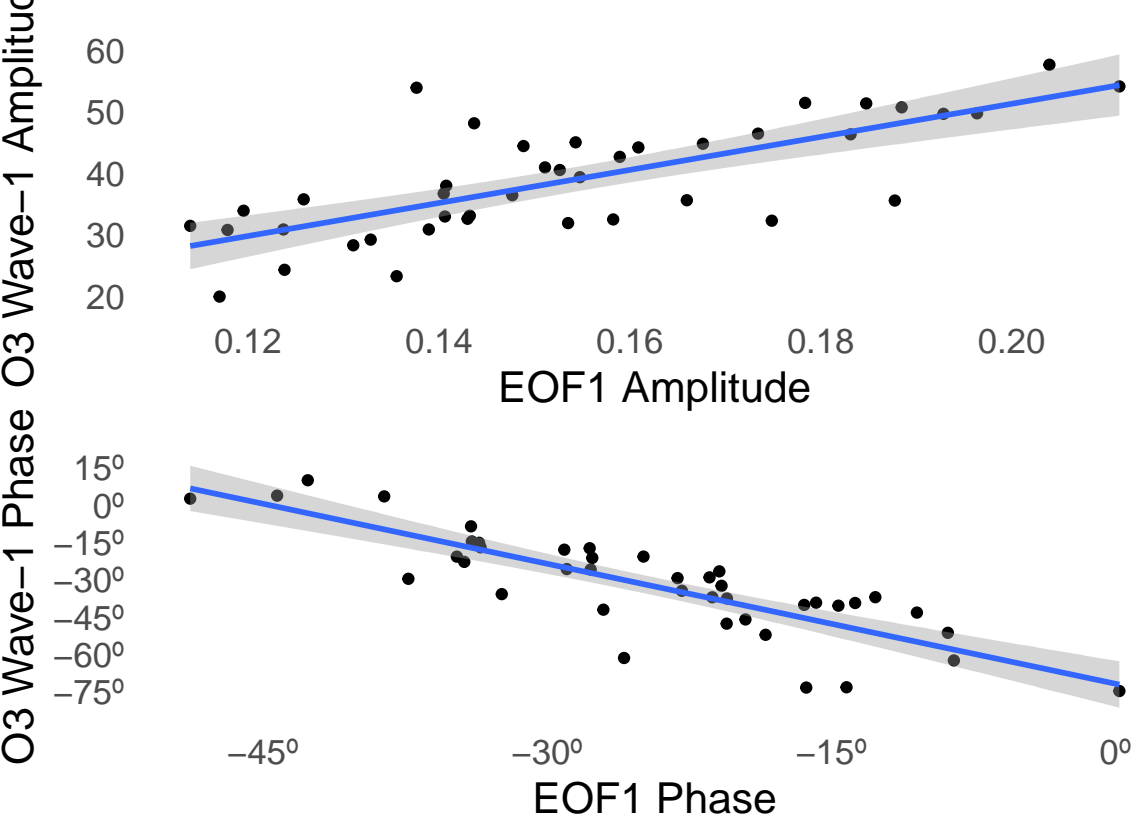 O3 Wave−1 Amplitud
60
50
40
30
20
0.12 0.14 0.16 0.18 0.20
EOF1 Amplitude
O3 Wave−1 Phase
15º
0º
−15º
−30º
−45º
−60º
−75º
−45º −30º −15º 0º
EOF1 Phase